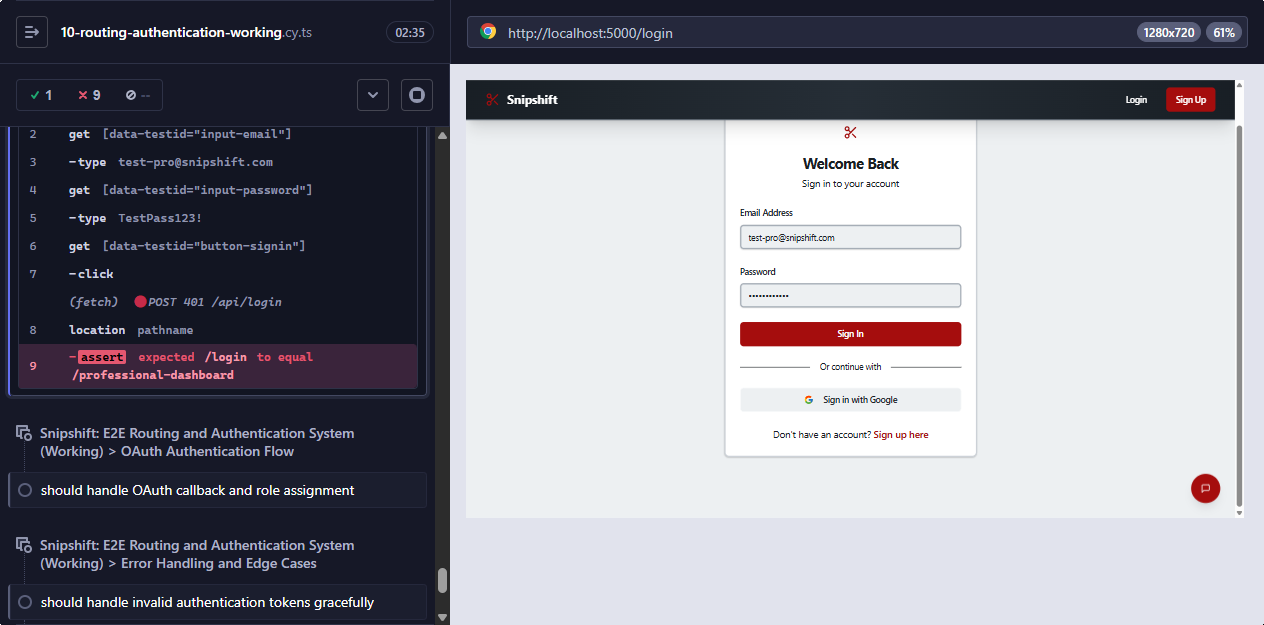 10-routing-authentication-working.cy.ts
02:35
1
9
--
2 get [data-testid="input-email"]
3 -type test-pro@snipshift.com
4 get [data-testid="input-password"]
5 -type TestPass123!
6 get [data-testid="button-signin"]
7 -click
(fetch) POST 401 /api/login
8 location pathname
9 -assert expected /login to equal
/professional-dashboard
Snipshift: E2E Routing and Authentication System
(Working) > OAuth Authentication Flow
should handle OAuth callback and role assignment
Snipshift: E2E Routing and Authentication System
(Working) > Error Handling and Edge Cases
should handle invalid authentication tokens gracefully
http://localhost:5000/login
1280x720
61%
Snipshift
Login
Sign Up
Welcome Back
Sign in to your account
Email Address
test-pro@snipshift.com
Password
••••••••••••
Sign In
Or continue with
Sign in with Google
Don't have an account? Sign up here